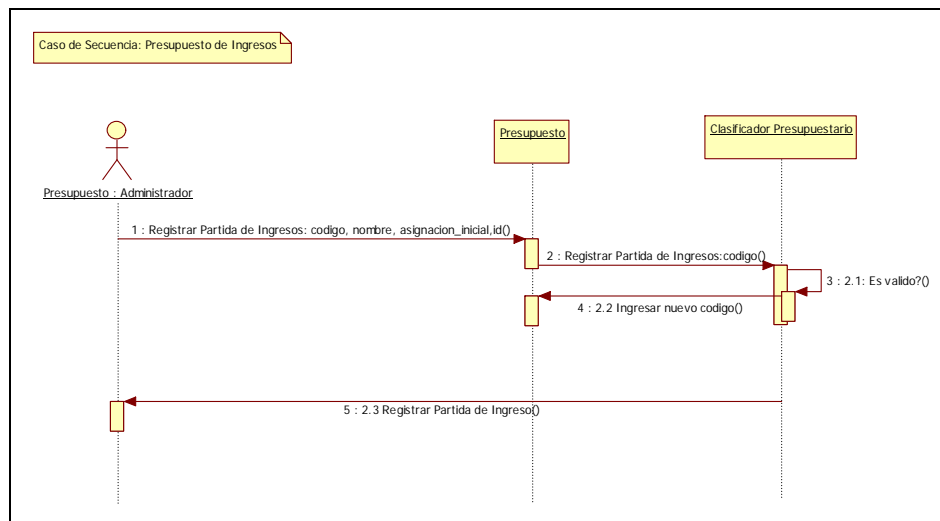 Caso de Secuencia: Presupuesto de Ingresos
Presupuesto
Clasificador Presupuestario
Presupuesto : Administrador
1 : Registrar Partida de Ingresos: codigo, nombre, asignacion_inicial,id()
2 : Registrar Partida de Ingresos:codigo()
3 : 2.1: Es valido?()
4 : 2.2 Ingresar nuevo codigo()
5 : 2.3 Registrar Partida de Ingreso()